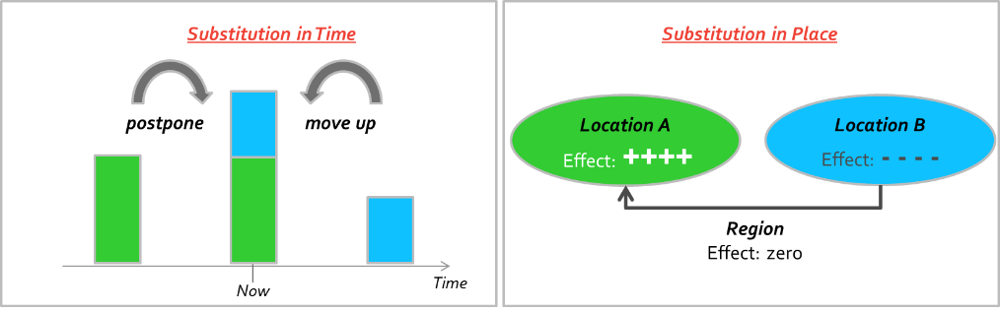 Substitution in Time
postpone
move up
Now
Time
Substitution in Place
Location A
Effect: ++++
Location B
Effect: - - - -
Region
Effect: zero